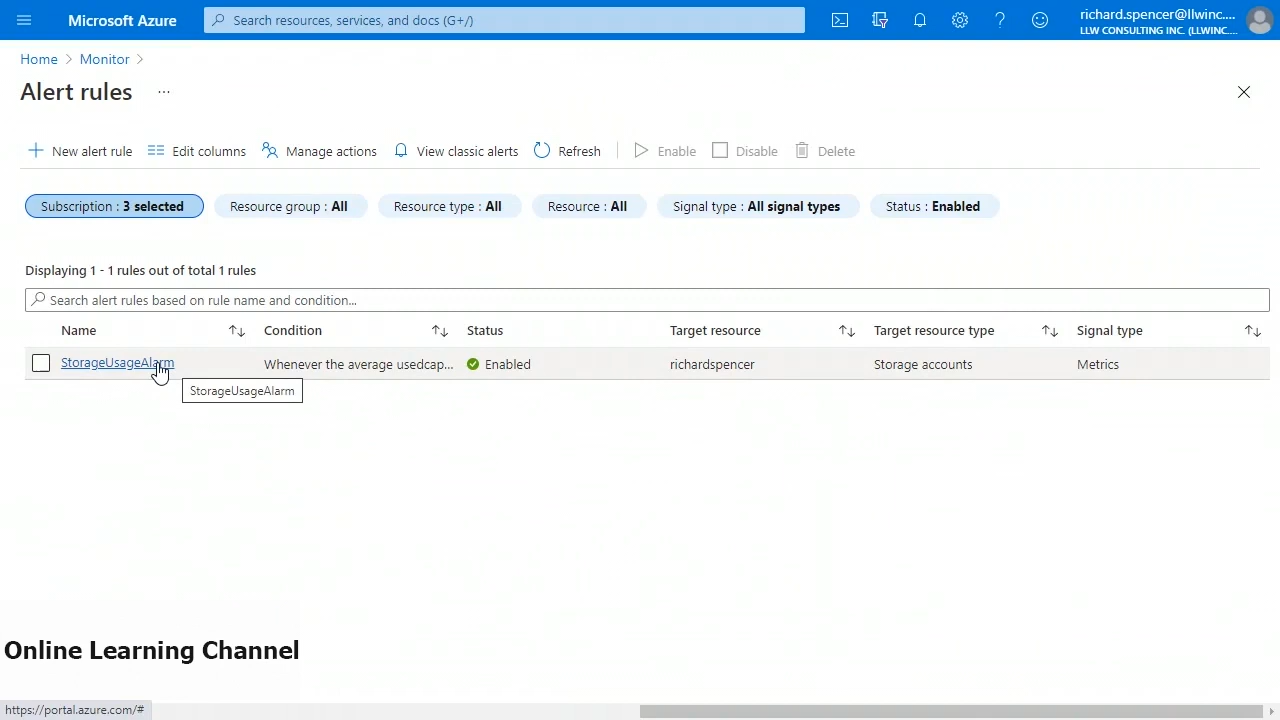 Microsoft Azure
Search resources, services, and docs (G+/)
richard.spencer@llwinc....
LLW CONSULTING INC. (LLWINC....
Home > Monitor >
Alert rules ...
New alert rule Edit columns Manage actions View classic alerts Refresh Enable Disable Delete
Subscription : 3 selected Resource group : All Resource type : All Resource : All Signal type : All signal types Status : Enabled
Displaying 1 - 1 rules out of total 1 rules
Search alert rules based on rule name and condition...
Name Condition Status Target resource Target resource type Signal type
StorageUsageAlarm Whenever the average usedcap... Enabled richardspencer Storage accounts Metrics
StorageUsageAlarm
Online Learning Channel
https://portal.azure.com/#